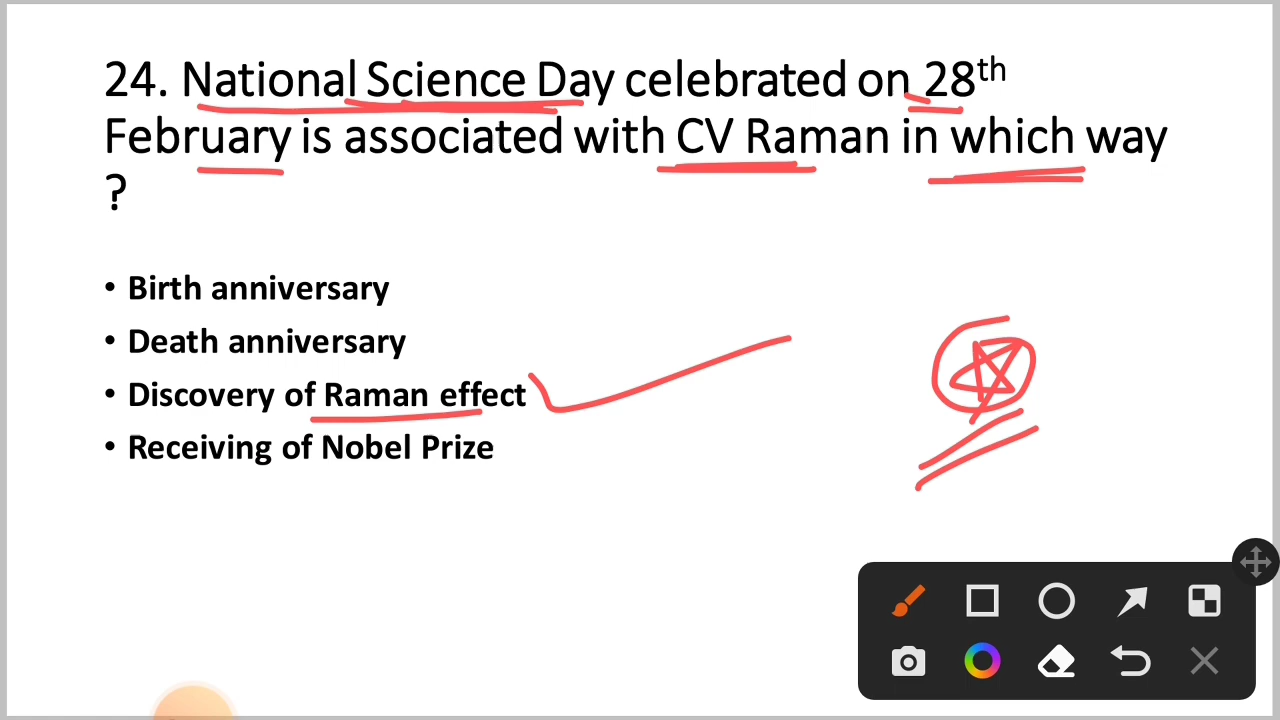 24. National Science Day celebrated on 28th
February is associated with CV Raman in which way
?
• Birth anniversary
• Death anniversary
• Discovery of Raman effect
• Receiving of Nobel Prize